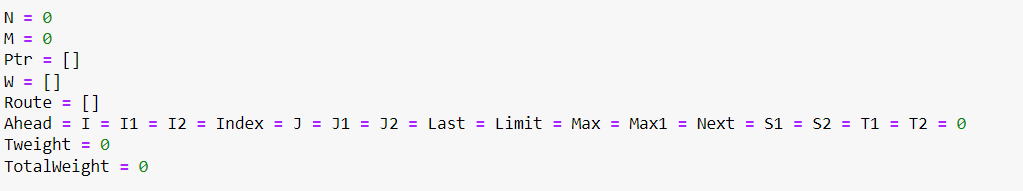 N = 0
M = 0
Ptr = []
W = []
Route = []
Ahead = I = I1 = I2 = Index = J = J1 = J2 = Last = Limit = Max = Max1 = Next = S1 = S2 = T1 = T2 = 0
Tweight = 0
TotalWeight = 0